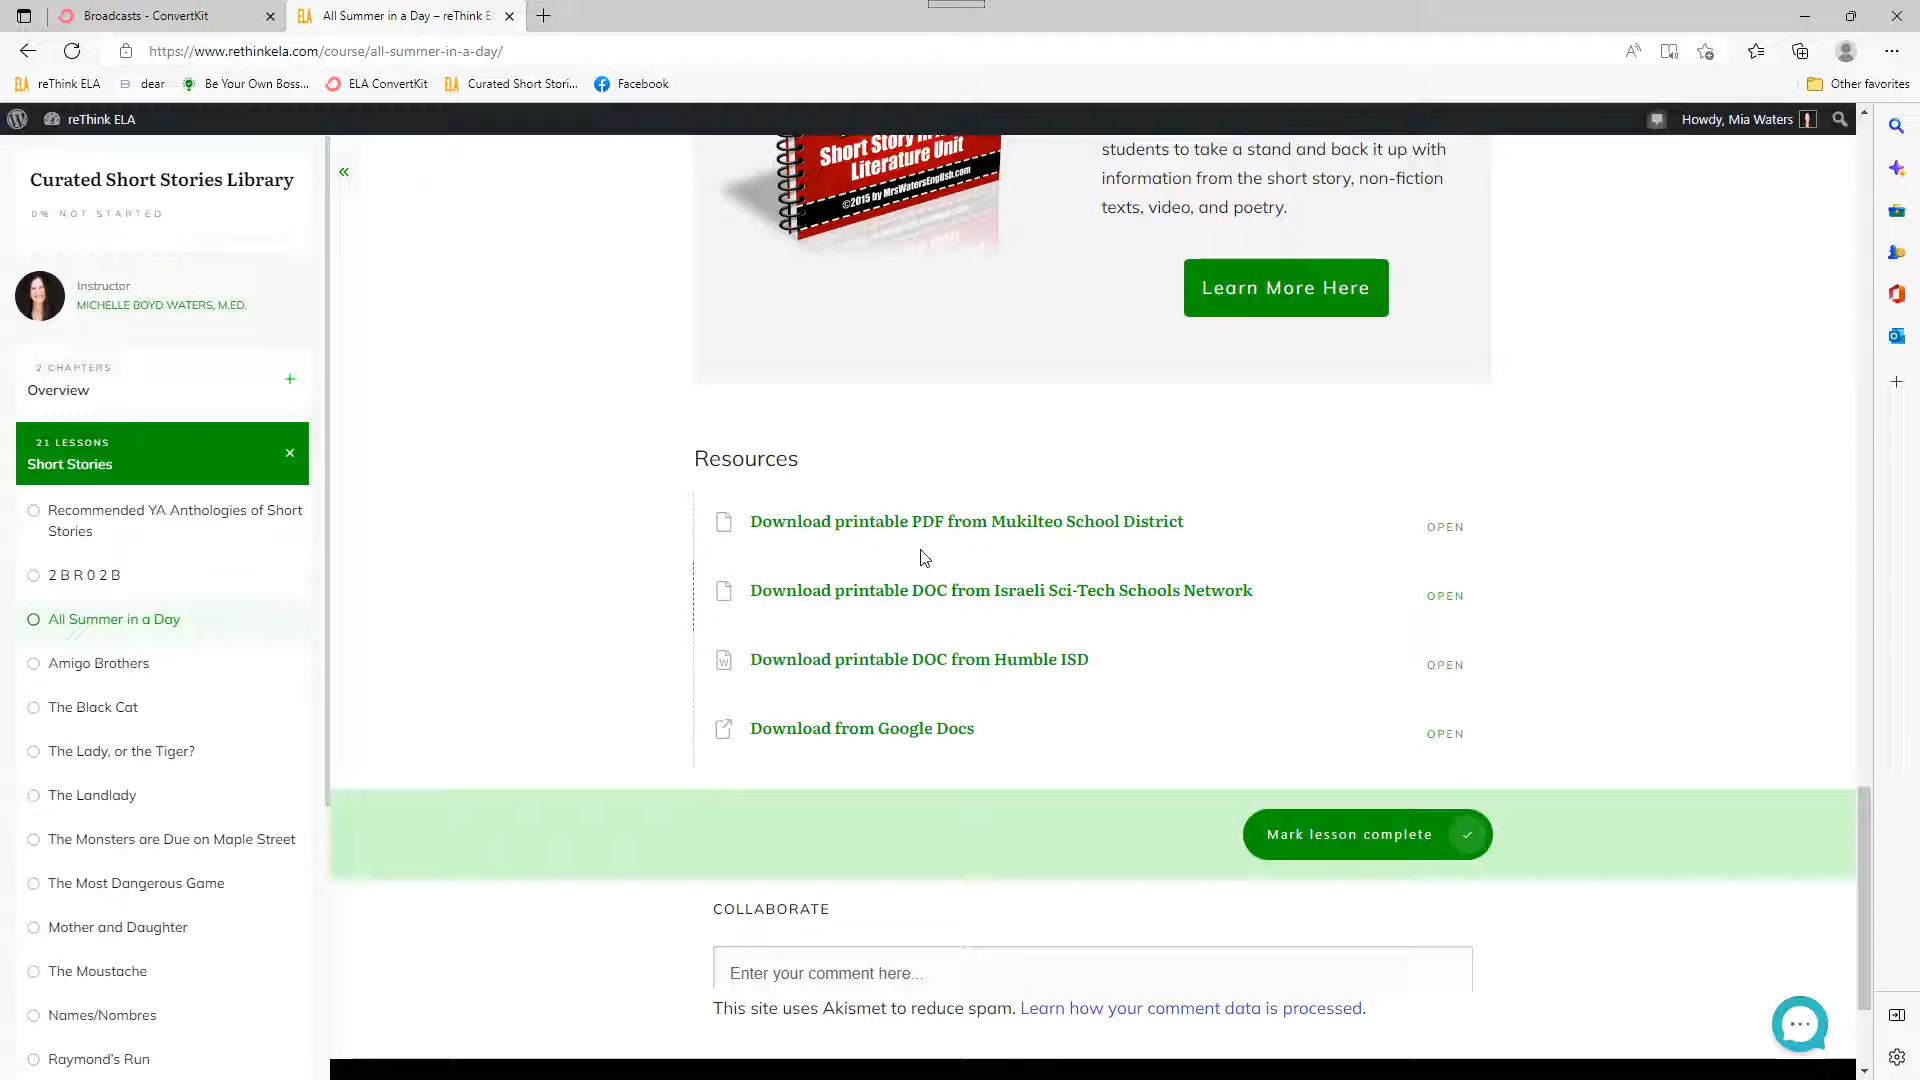 Broadcasts - ConvertKit
All Summer in a Day – reThink E
https://www.rethinkela.com/course/all-summer-in-a-day/
reThink ELA
dear
Be Your Own Boss...
ELA ConvertKit
Curated Short Stori...
Facebook
Other favorites
reThink ELA
Howdy, Mia Waters
Curated Short Stories Library
0% NOT STARTED
Instructor
MICHELLE BOYD WATERS, M.ED.
2 CHAPTERS
Overview
21 LESSONS
Short Stories
Recommended YA Anthologies of Short
Stories
2 B R 0 2 B
All Summer in a Day
Amigo Brothers
The Black Cat
The Lady, or the Tiger?
The Landlady
The Monsters are Due on Maple Street
The Most Dangerous Game
Mother and Daughter
The Moustache
Names/Nombres
Raymond's Run
Literature Unit
©2015 by MrsWatersEnglish.com
students to take a stand and back it up with
information from the short story, non-fiction
texts, video, and poetry.
Learn More Here
Resources
Download printable PDF from Mukilteo School District
OPEN
Download printable DOC from Israeli Sci-Tech Schools Network
OPEN
Download printable DOC from Humble ISD
OPEN
Download from Google Docs
OPEN
Mark lesson complete
COLLABORATE
Enter your comment here...
This site uses Akismet to reduce spam. Learn how your comment data is processed.